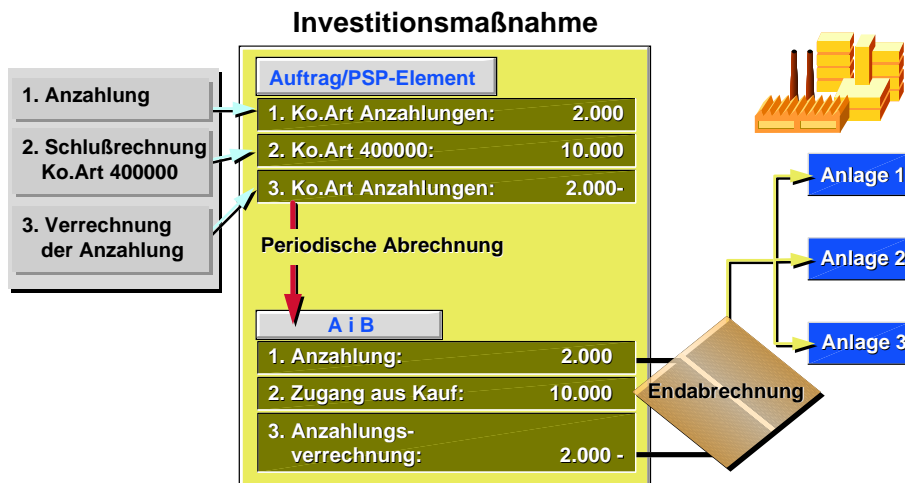 Investitionsmaßnahme
1. Anzahlung
2. Schlußrechnung
Ko.Art 400000
3. Verrechnung
der Anzahlung
Auftrag/PSP-Element
1. Ko.Art Anzahlungen: 2.000
2. Ko.Art 400000: 10.000
3. Ko.Art Anzahlungen: 2.000-
Periodische Abrechnung
A i B
1. Anzahlung: 2.000
2. Zugang aus Kauf: 10.000
3. Anzahlungs-
verrechnung: 2.000 -
Endabrechnung
Anlage 1
Anlage 2
Anlage 3